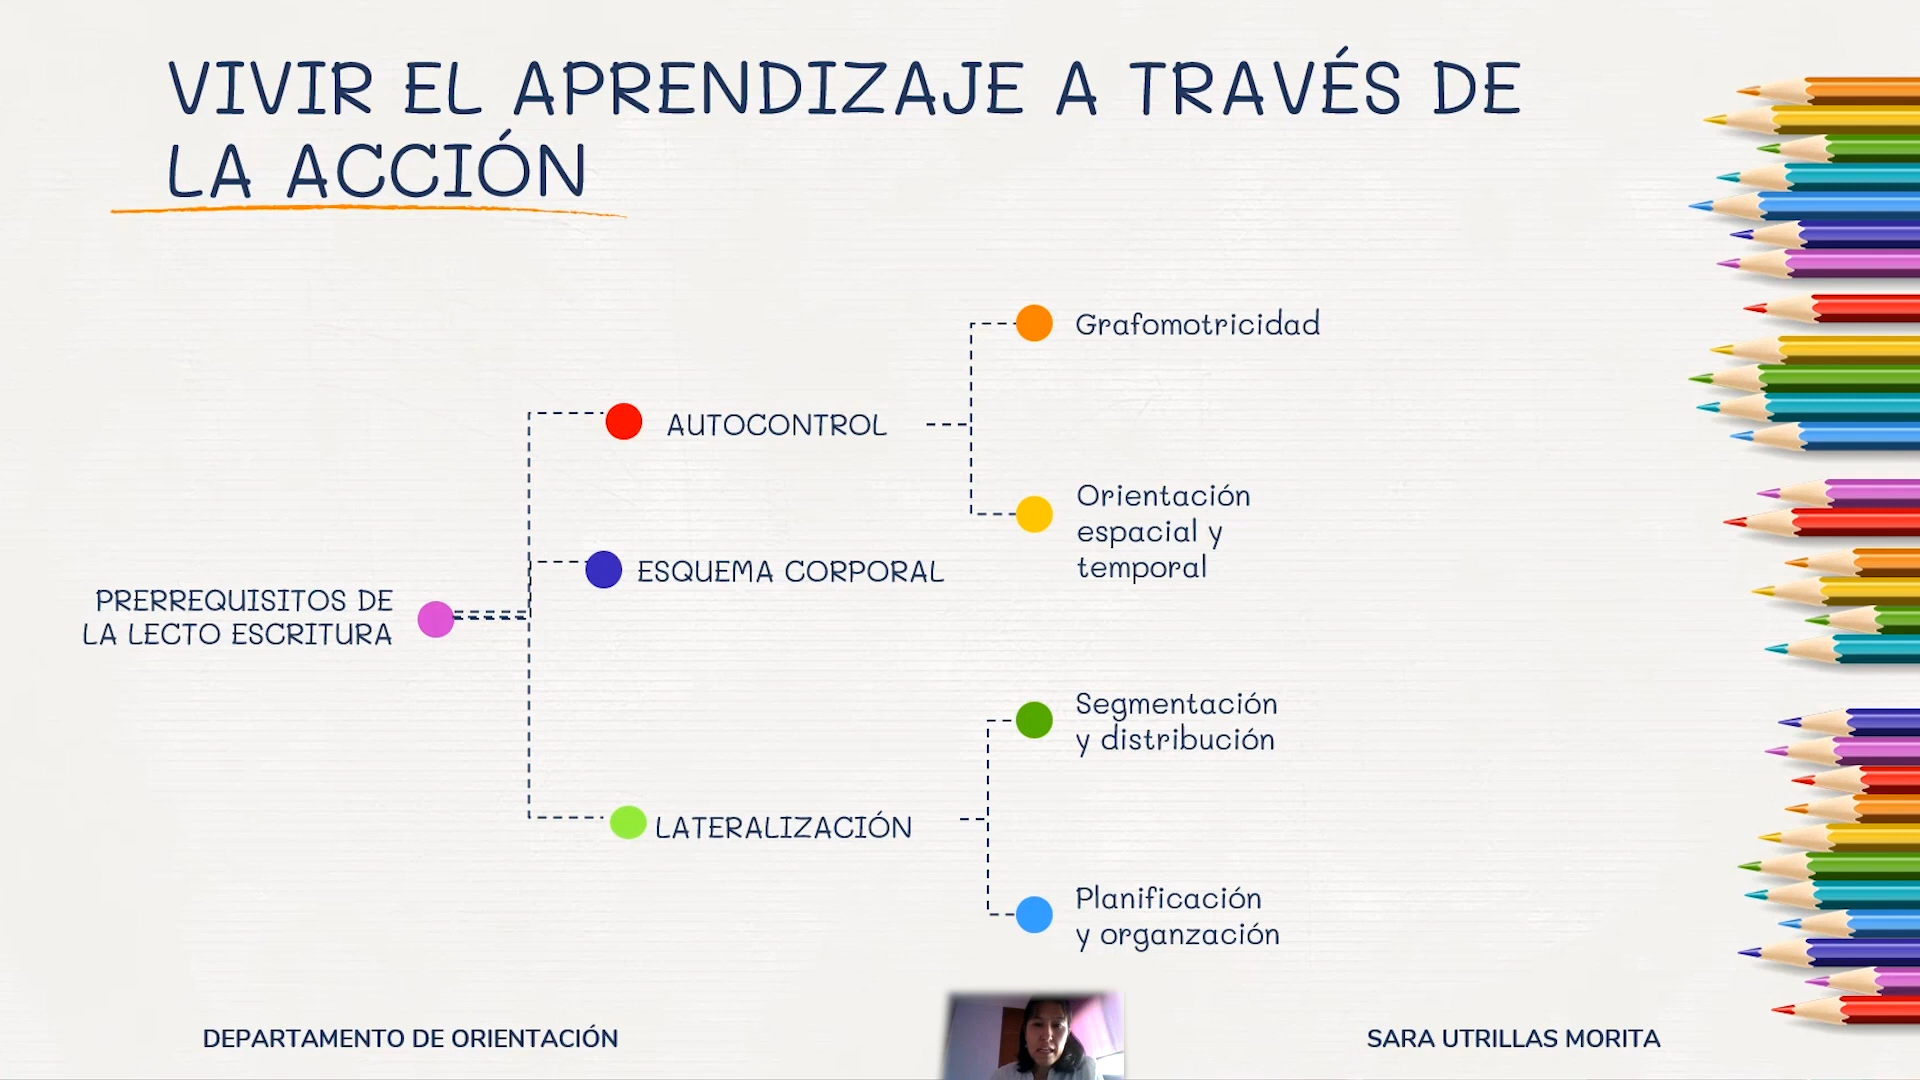 VIVIR EL APRENDIZAJE A TRAVÉS DE
LA ACCIÓN
PRERREQUISITOS DE
LA LECTO ESCRITURA
AUTOCONTROL
Grafomotricidad
Orientación
espacial y
temporal
ESQUEMA CORPORAL
LATERALIZACIÓN
Segmentación
y distribución
Planificación
y organzación
DEPARTAMENTO DE ORIENTACIÓN
SARA UTRILLAS MORITA